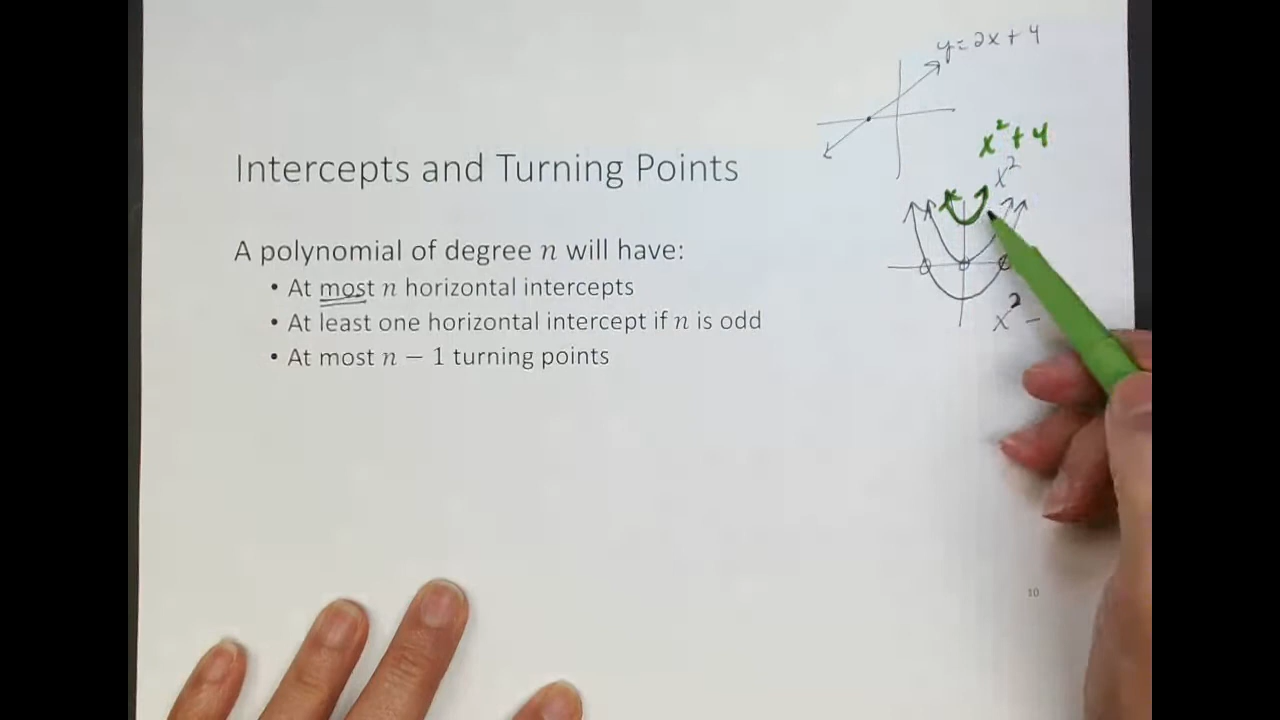 y = 2x + 4
x² + 4
x²
Intercepts and Turning Points
A polynomial of degree n will have:
• At most n horizontal intercepts
• At least one horizontal intercept if n is odd
• At most n − 1 turning points
x² −
10